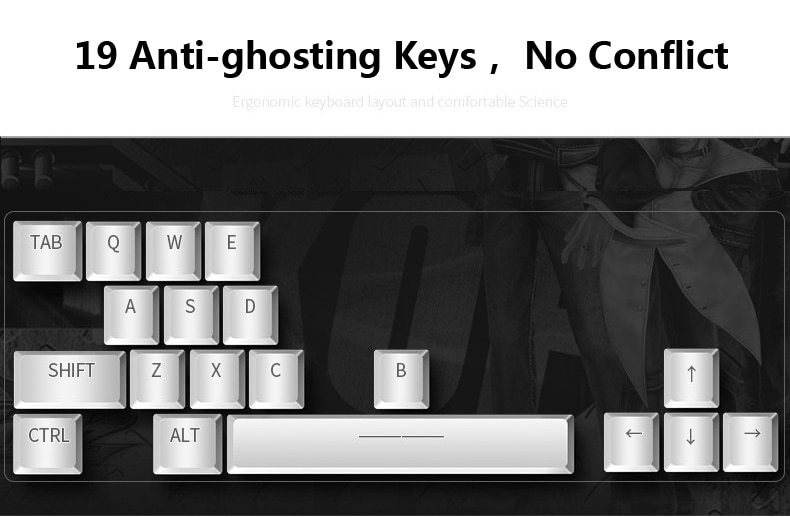 19 Anti-ghosting Keys， No Conflict
Ergonomic keyboard layout and comfortable Science
TAB Q W E
A S D
SHIFT Z X C B ↑
CTRL ALT ← ↓ →